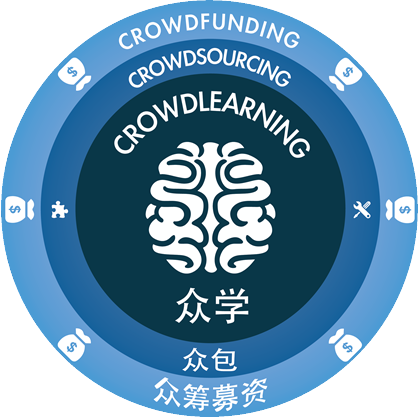 CROWDFUNDING
CROWDSOURCING
CROWDLEARNING
众学
众包
众筹募资